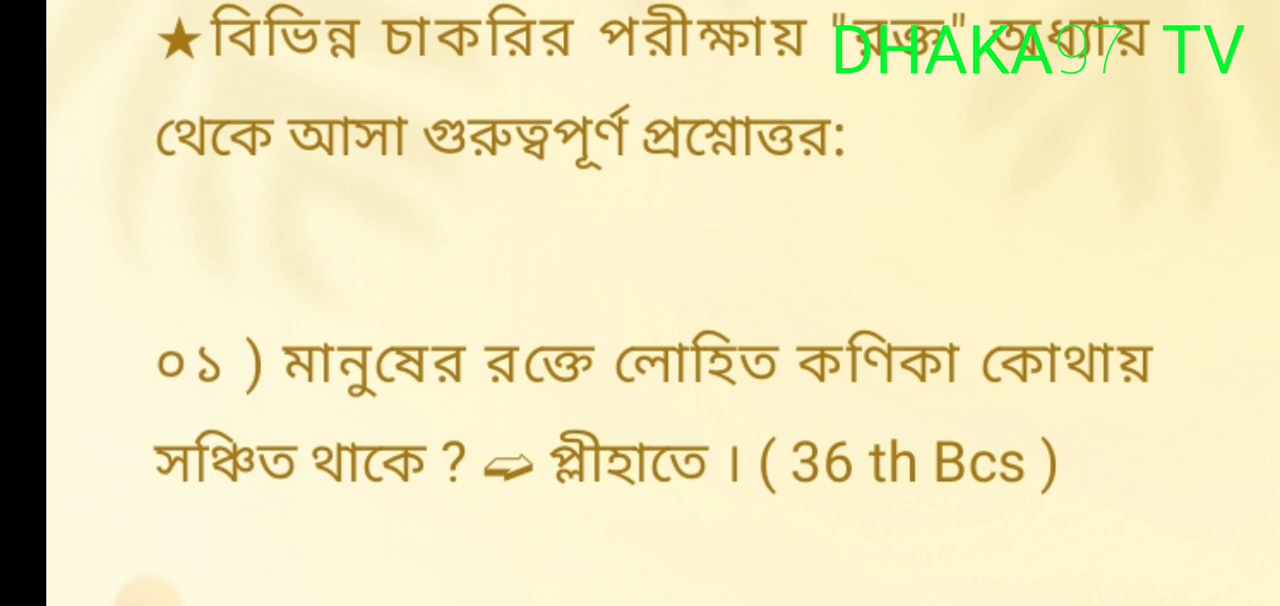 ★বিভিন্ন চাকরির পরীক্ষায় "রক্ত" অধ্যায়
DHAKA97 TV
থেকে আসা গুরুত্বপূর্ণ প্রশ্নোত্তর:
০১ ) মানুষের রক্তে লোহিত কণিকা কোথায়
সঞ্চিত থাকে ? ➫ প্লীহাতে । ( 36 th Bcs )